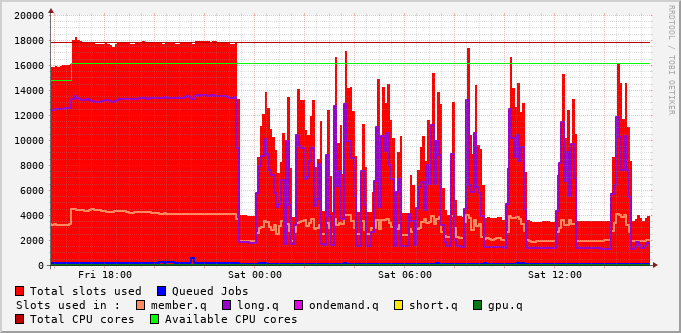 20000
18000
16000
14000
12000
10000
8000
6000
4000
2000
0
Fri 18:00 Sat 00:00 Sat 06:00 Sat 12:00
RRDTOOL / TOBI OETIKER
Total slots used Queued Jobs
Slots used in : member.q long.q ondemand.q short.q gpu.q
Total CPU cores Available CPU cores